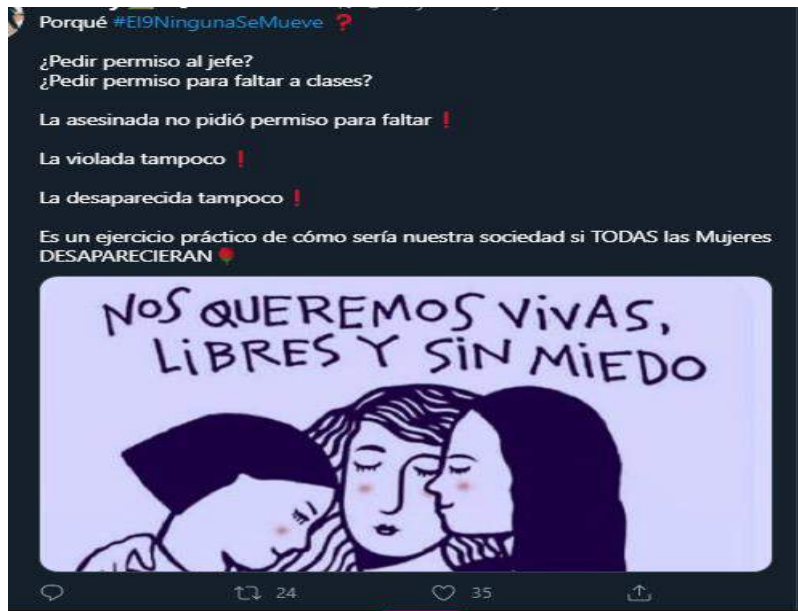 Porqué #El9NingunaSeMueve ❓
¿Pedir permiso al jefe?
¿Pedir permiso para faltar a clases?
La asesinada no pidió permiso para faltar ❗
La violada tampoco ❗
La desaparecida tampoco ❗
Es un ejercicio práctico de cómo sería nuestra sociedad si TODAS las Mujeres
DESAPARECIERAN🌹
NOS QUEREMOS VIVAS,
LIBRES Y SIN MIEDO
24 35